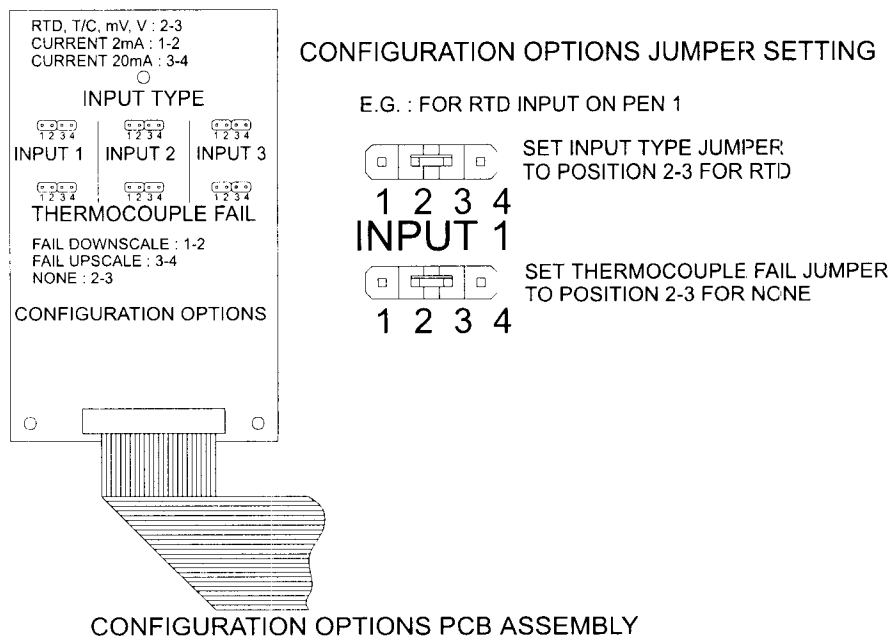 RTD, T/C, mV, V : 2-3
CURRENT 2mA : 1-2
CURRENT 20mA : 3-4
INPUT TYPE
1 2 3 4
1 2 3 4
1 2 3 4
INPUT 1
INPUT 2
INPUT 3
1 2 3 4
1 2 3 4
1 2 3 4
THERMOCOUPLE FAIL
FAIL DOWNSCALE : 1-2
FAIL UPSCALE : 3-4
NONE : 2-3
CONFIGURATION OPTIONS
CONFIGURATION OPTIONS JUMPER SETTING
E.G. : FOR RTD INPUT ON PEN 1
SET INPUT TYPE JUMPER
TO POSITION 2-3 FOR RTD
1 2 3 4
INPUT 1
SET THERMOCOUPLE FAIL JUMPER
TO POSITION 2-3 FOR NONE
1 2 3 4
CONFIGURATION OPTIONS PCB ASSEMBLY